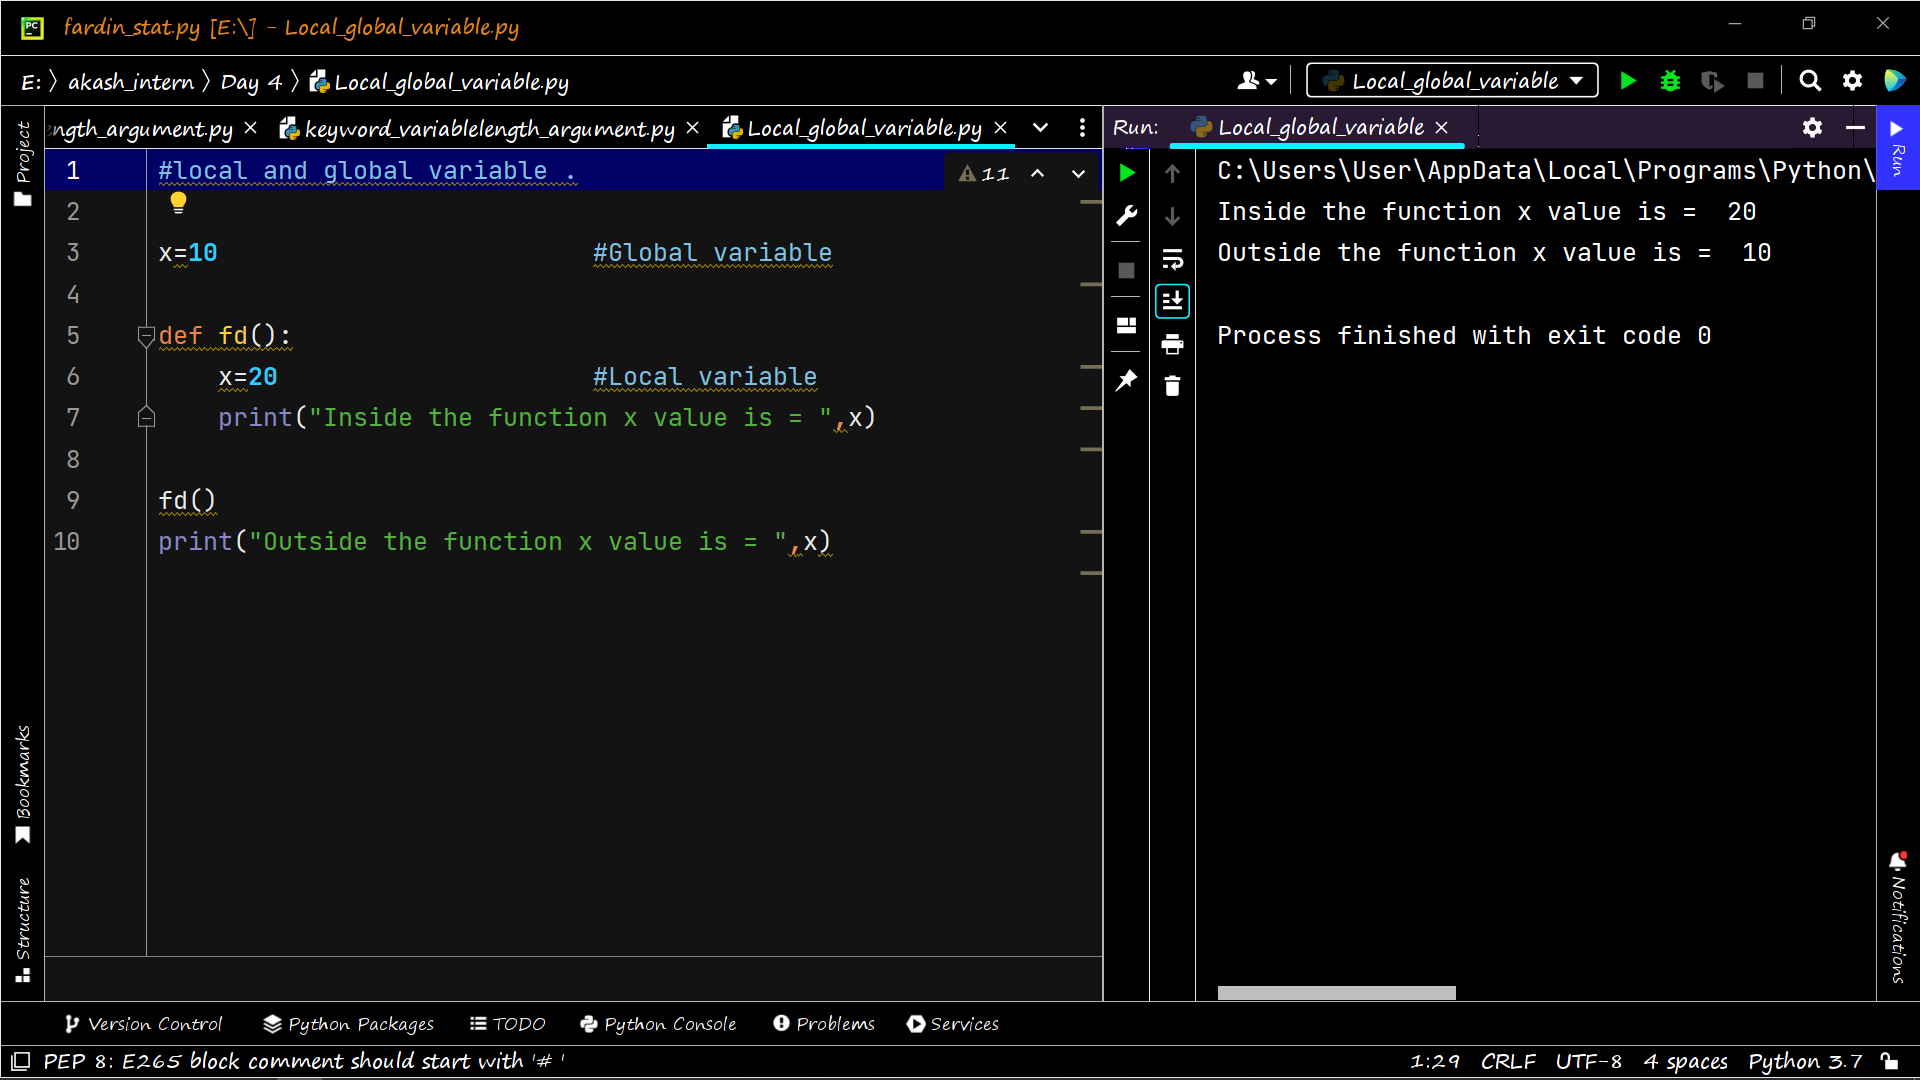 PC
fardin_stat.py [E:\] - Local_global_variable.py
E: 〉 akash_intern 〉 Day 4 〉 Local_global_variable.py
Local_global_variable
Project
ngth_argument.py ×
keyword_variablelength_argument.py ×
Local_global_variable.py ×
Run: Local_global_variable ×
Run
11
1 #local and global variable .
2
3 x=10 #Global variable
4
5 def fd():
6 x=20 #Local variable
7 print("Inside the function x value is = ",x)
8
9 fd()
10 print("Outside the function x value is = ",x)
C:\Users\User\AppData\Local\Programs\Python\
Inside the function x value is =  20
Outside the function x value is =  10
Process finished with exit code 0
Bookmarks
Structure
Notifications
Version Control Python Packages TODO Python Console Problems Services
PEP 8: E265 block comment should start with '# '
1:29 CRLF UTF-8 4 spaces Python 3.7